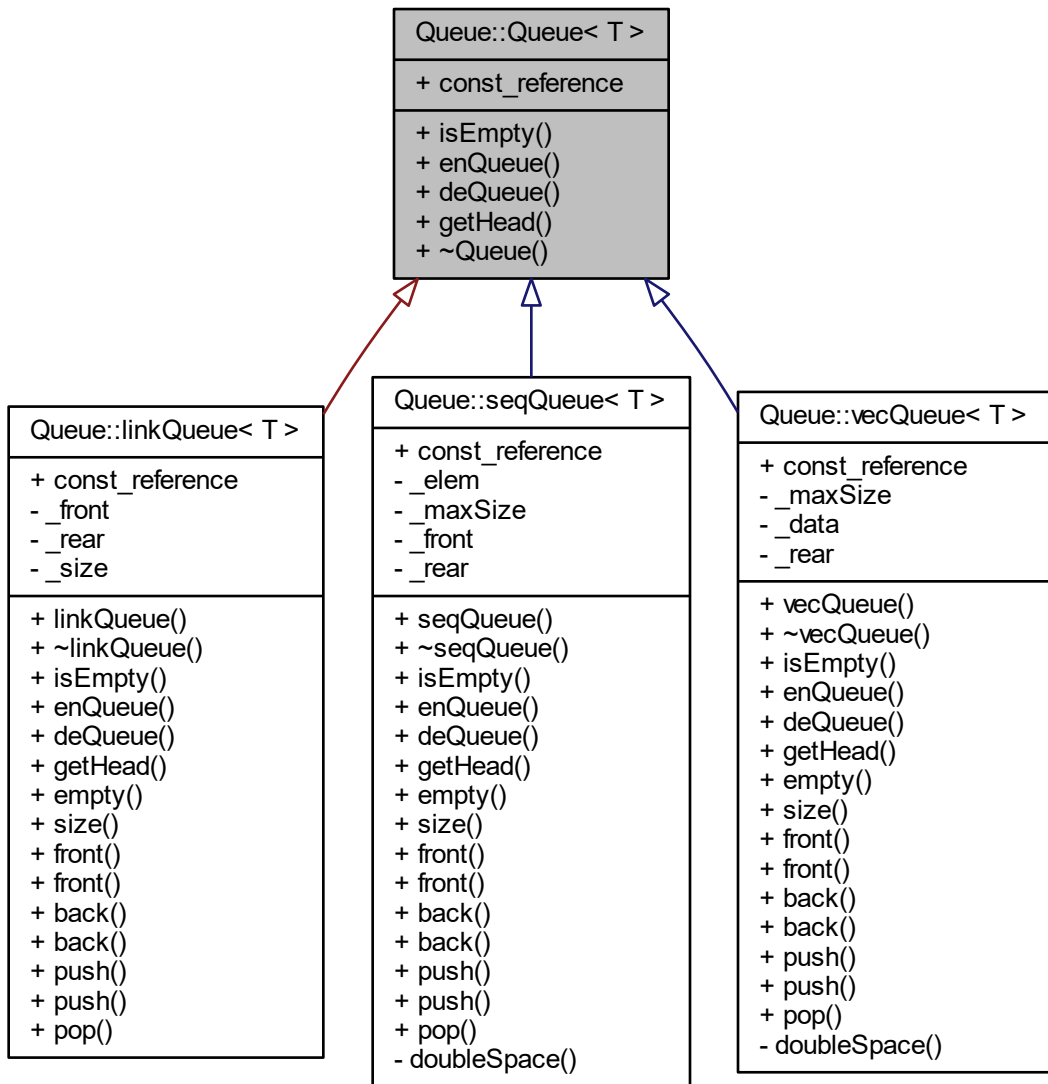 Queue::Queue< T >
+ const_reference
+ isEmpty()
+ enQueue()
+ deQueue()
+ getHead()
+ ~Queue()
Queue::linkQueue< T >
+ const_reference
- _front
- _rear
- _size
+ linkQueue()
+ ~linkQueue()
+ isEmpty()
+ enQueue()
+ deQueue()
+ getHead()
+ empty()
+ size()
+ front()
+ front()
+ back()
+ back()
+ push()
+ push()
+ pop()
Queue::seqQueue< T >
+ const_reference
- _elem
- _maxSize
- _front
- _rear
+ seqQueue()
+ ~seqQueue()
+ isEmpty()
+ enQueue()
+ deQueue()
+ getHead()
+ empty()
+ size()
+ front()
+ front()
+ back()
+ back()
+ push()
+ push()
+ pop()
- doubleSpace()
Queue::vecQueue< T >
+ const_reference
- _maxSize
- _data
- _rear
+ vecQueue()
+ ~vecQueue()
+ isEmpty()
+ enQueue()
+ deQueue()
+ getHead()
+ empty()
+ size()
+ front()
+ front()
+ back()
+ back()
+ push()
+ push()
+ pop()
- doubleSpace()